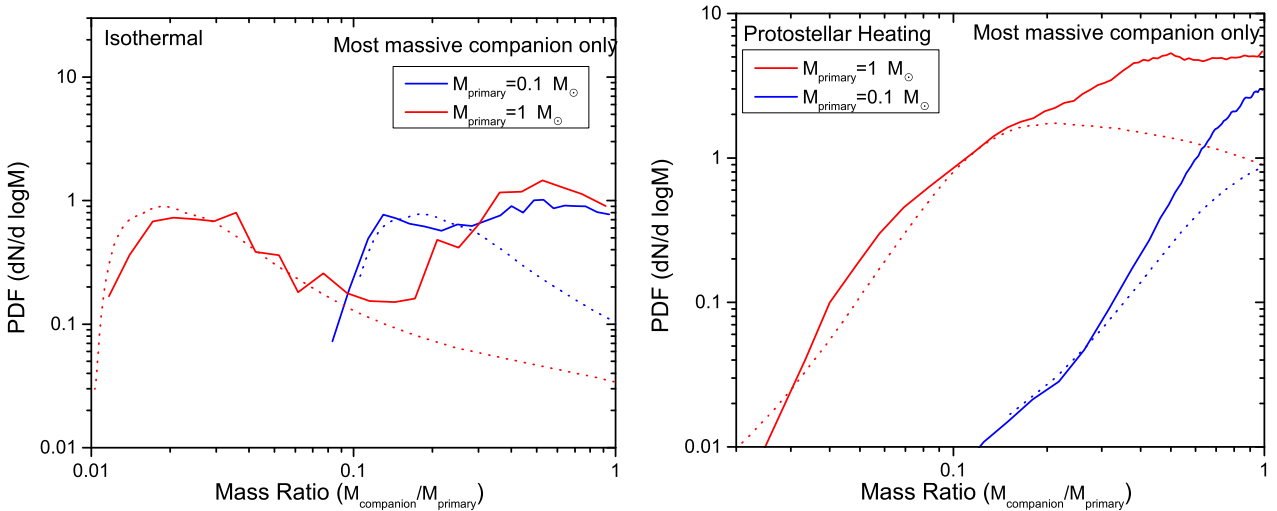 Isothermal
Most massive companion only
M_primary=0.1 M_⊙
M_primary=1 M_⊙
PDF (dN/d logM)
10
1
0.1
0.01
0.01
0.1
1
Mass Ratio (M_companion/M_primary)
Protostellar Heating
Most massive companion only
M_primary=1 M_⊙
M_primary=0.1 M_⊙
PDF (dN/d logM)
10
1
0.1
0.01
0.1
1
Mass Ratio (M_companion/M_primary)